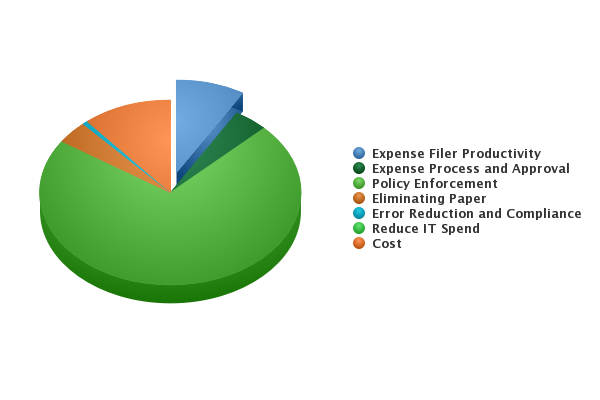 Expense Filer Productivity
Expense Process and Approval
Policy Enforcement
Eliminating Paper
Error Reduction and Compliance
Reduce IT Spend
Cost